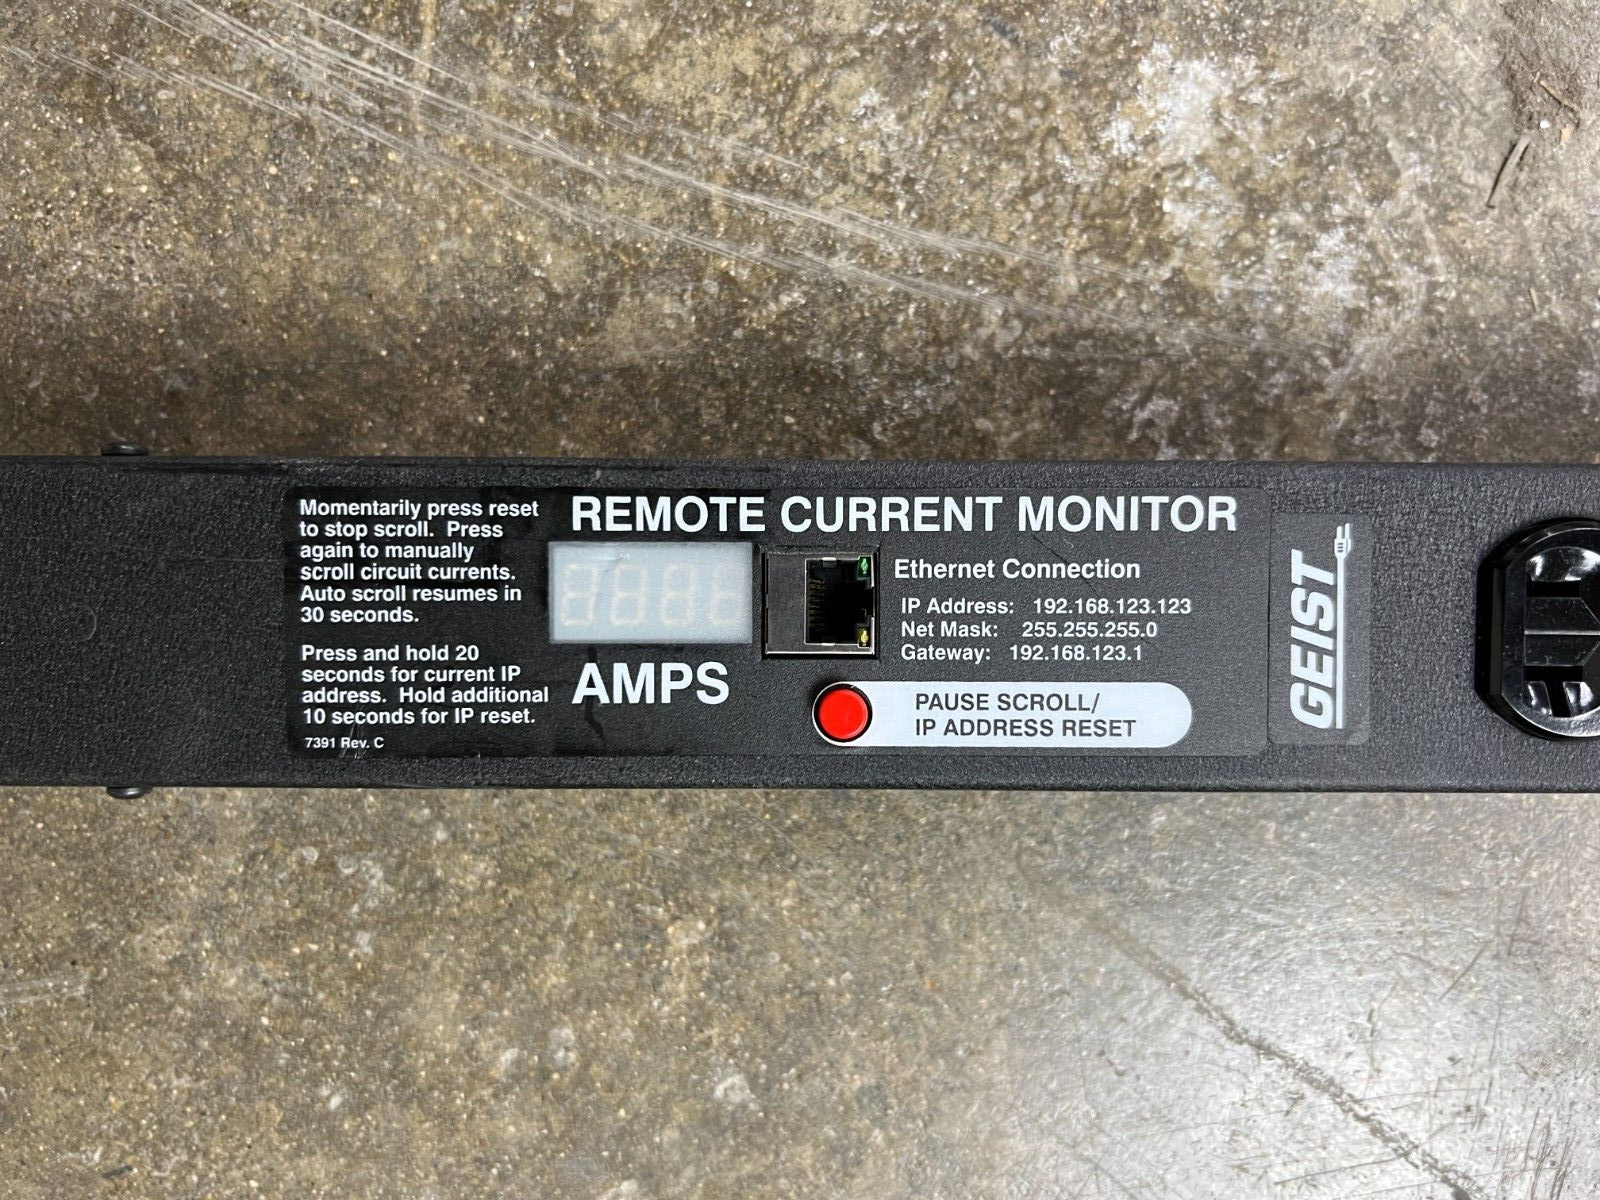 Momentarily press reset
to stop scroll. Press
again to manually
scroll circuit currents.
Auto scroll resumes in
30 seconds.
Press and hold 20
seconds for current IP
address. Hold additional
10 seconds for IP reset.
7391 Rev. C
REMOTE CURRENT MONITOR
AMPS
Ethernet Connection
IP Address: 192.168.123.123
Net Mask: 255.255.255.0
Gateway: 192.168.123.1
PAUSE SCROLL/
IP ADDRESS RESET
GEIST